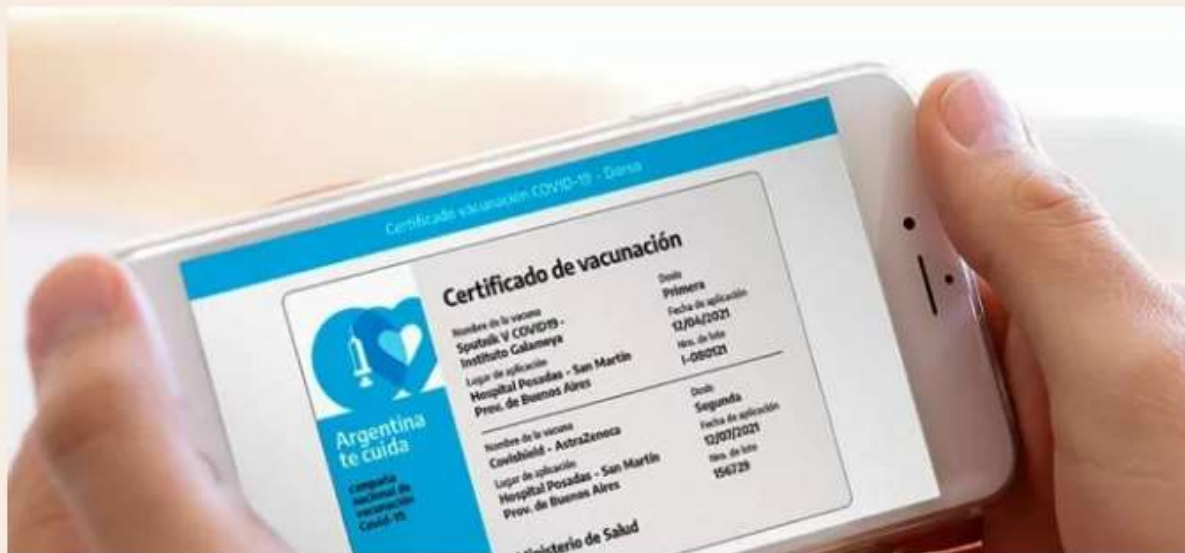 Certificado vacunación COVID-19 - Dorso
Certificado de vacunación
Nombre de la vacuna
Sputnik V COVID19 -
Instituto Galameya
Lugar de aplicación
Hospital Posadas - San Martín
Prov. de Buenos Aires
Dosis
Primera
Fecha de aplicación
12/04/2021
Nro. de lote
I-080121
Nombre de la vacuna
Covishield - AstraZeneca
Lugar de aplicación
Hospital Posadas - San Martín
Prov. de Buenos Aires
Dosis
Segunda
Fecha de aplicación
12/07/2021
Nro. de lote
156729
Argentina
te cuida
campaña
nacional de
vacunación
Covid-19
Ministerio de Salud